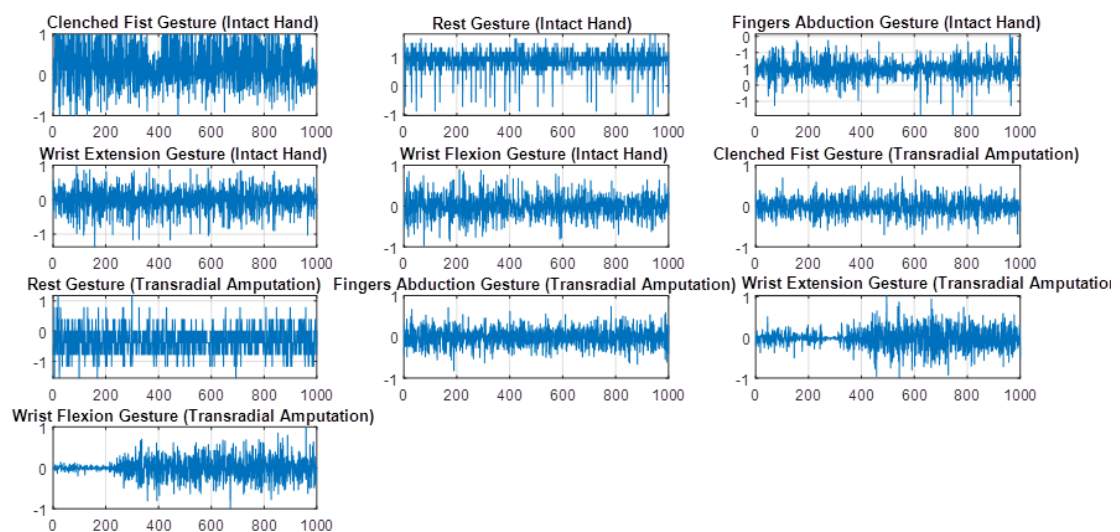 Clenched Fist Gesture (Intact Hand)
1
0
-1
0 200 400 600 800 1000
Rest Gesture (Intact Hand)
1
0
-1
0 200 400 600 800 1000
Fingers Abduction Gesture (Intact Hand)
0
-1
1
-1
0 200 400 600 800 1000
Wrist Extension Gesture (Intact Hand)
1
0
-1
0 200 400 600 800 1000
Wrist Flexion Gesture (Intact Hand)
1
0
-1
0 200 400 600 800 1000
Clenched Fist Gesture (Transradial Amputation)
1
0
-1
0 200 400 600 800 1000
Rest Gesture (Transradial Amputation)
1
0
-1
0 200 400 600 800 1000
Fingers Abduction Gesture (Transradial Amputation)
1
0
-1
0 200 400 600 800 1000
Wrist Extension Gesture (Transradial Amputation
1
0
-1
0 200 400 600 800 1000
Wrist Flexion Gesture (Transradial Amputation)
1
0
-1
0 200 400 600 800 1000